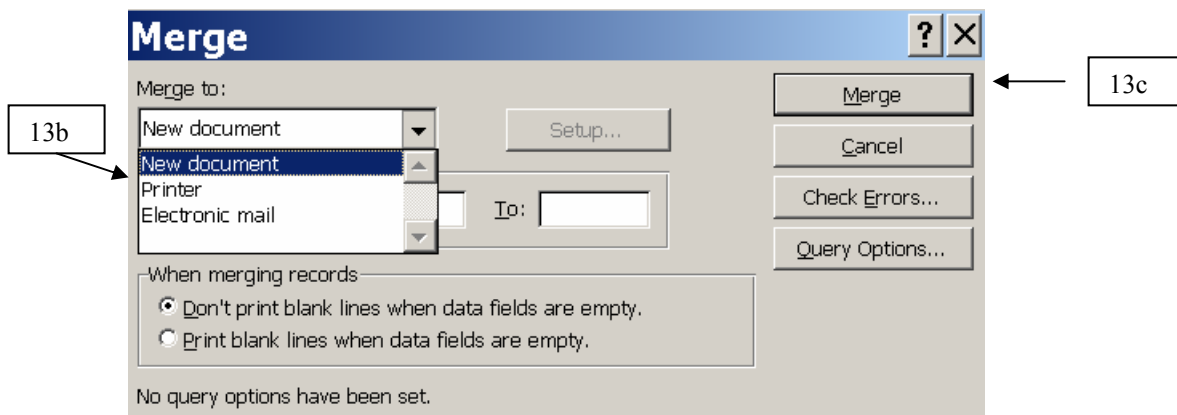 Merge
? X
Merge to:
New document
Setup...
New document
Printer
Electronic mail
To:
When merging records
Don't print blank lines when data fields are empty.
Print blank lines when data fields are empty.
No query options have been set.
Merge
Cancel
Check Errors...
Query Options...
13b
13c